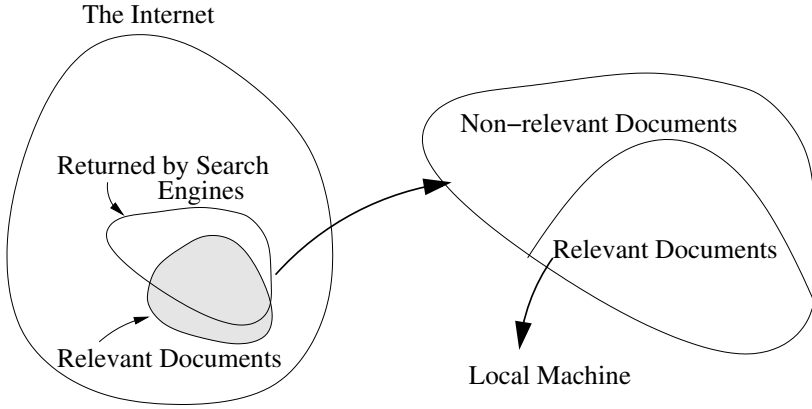 The Internet
Returned by Search
Engines
Relevant Documents
Non−relevant Documents
Relevant Documents
Local Machine